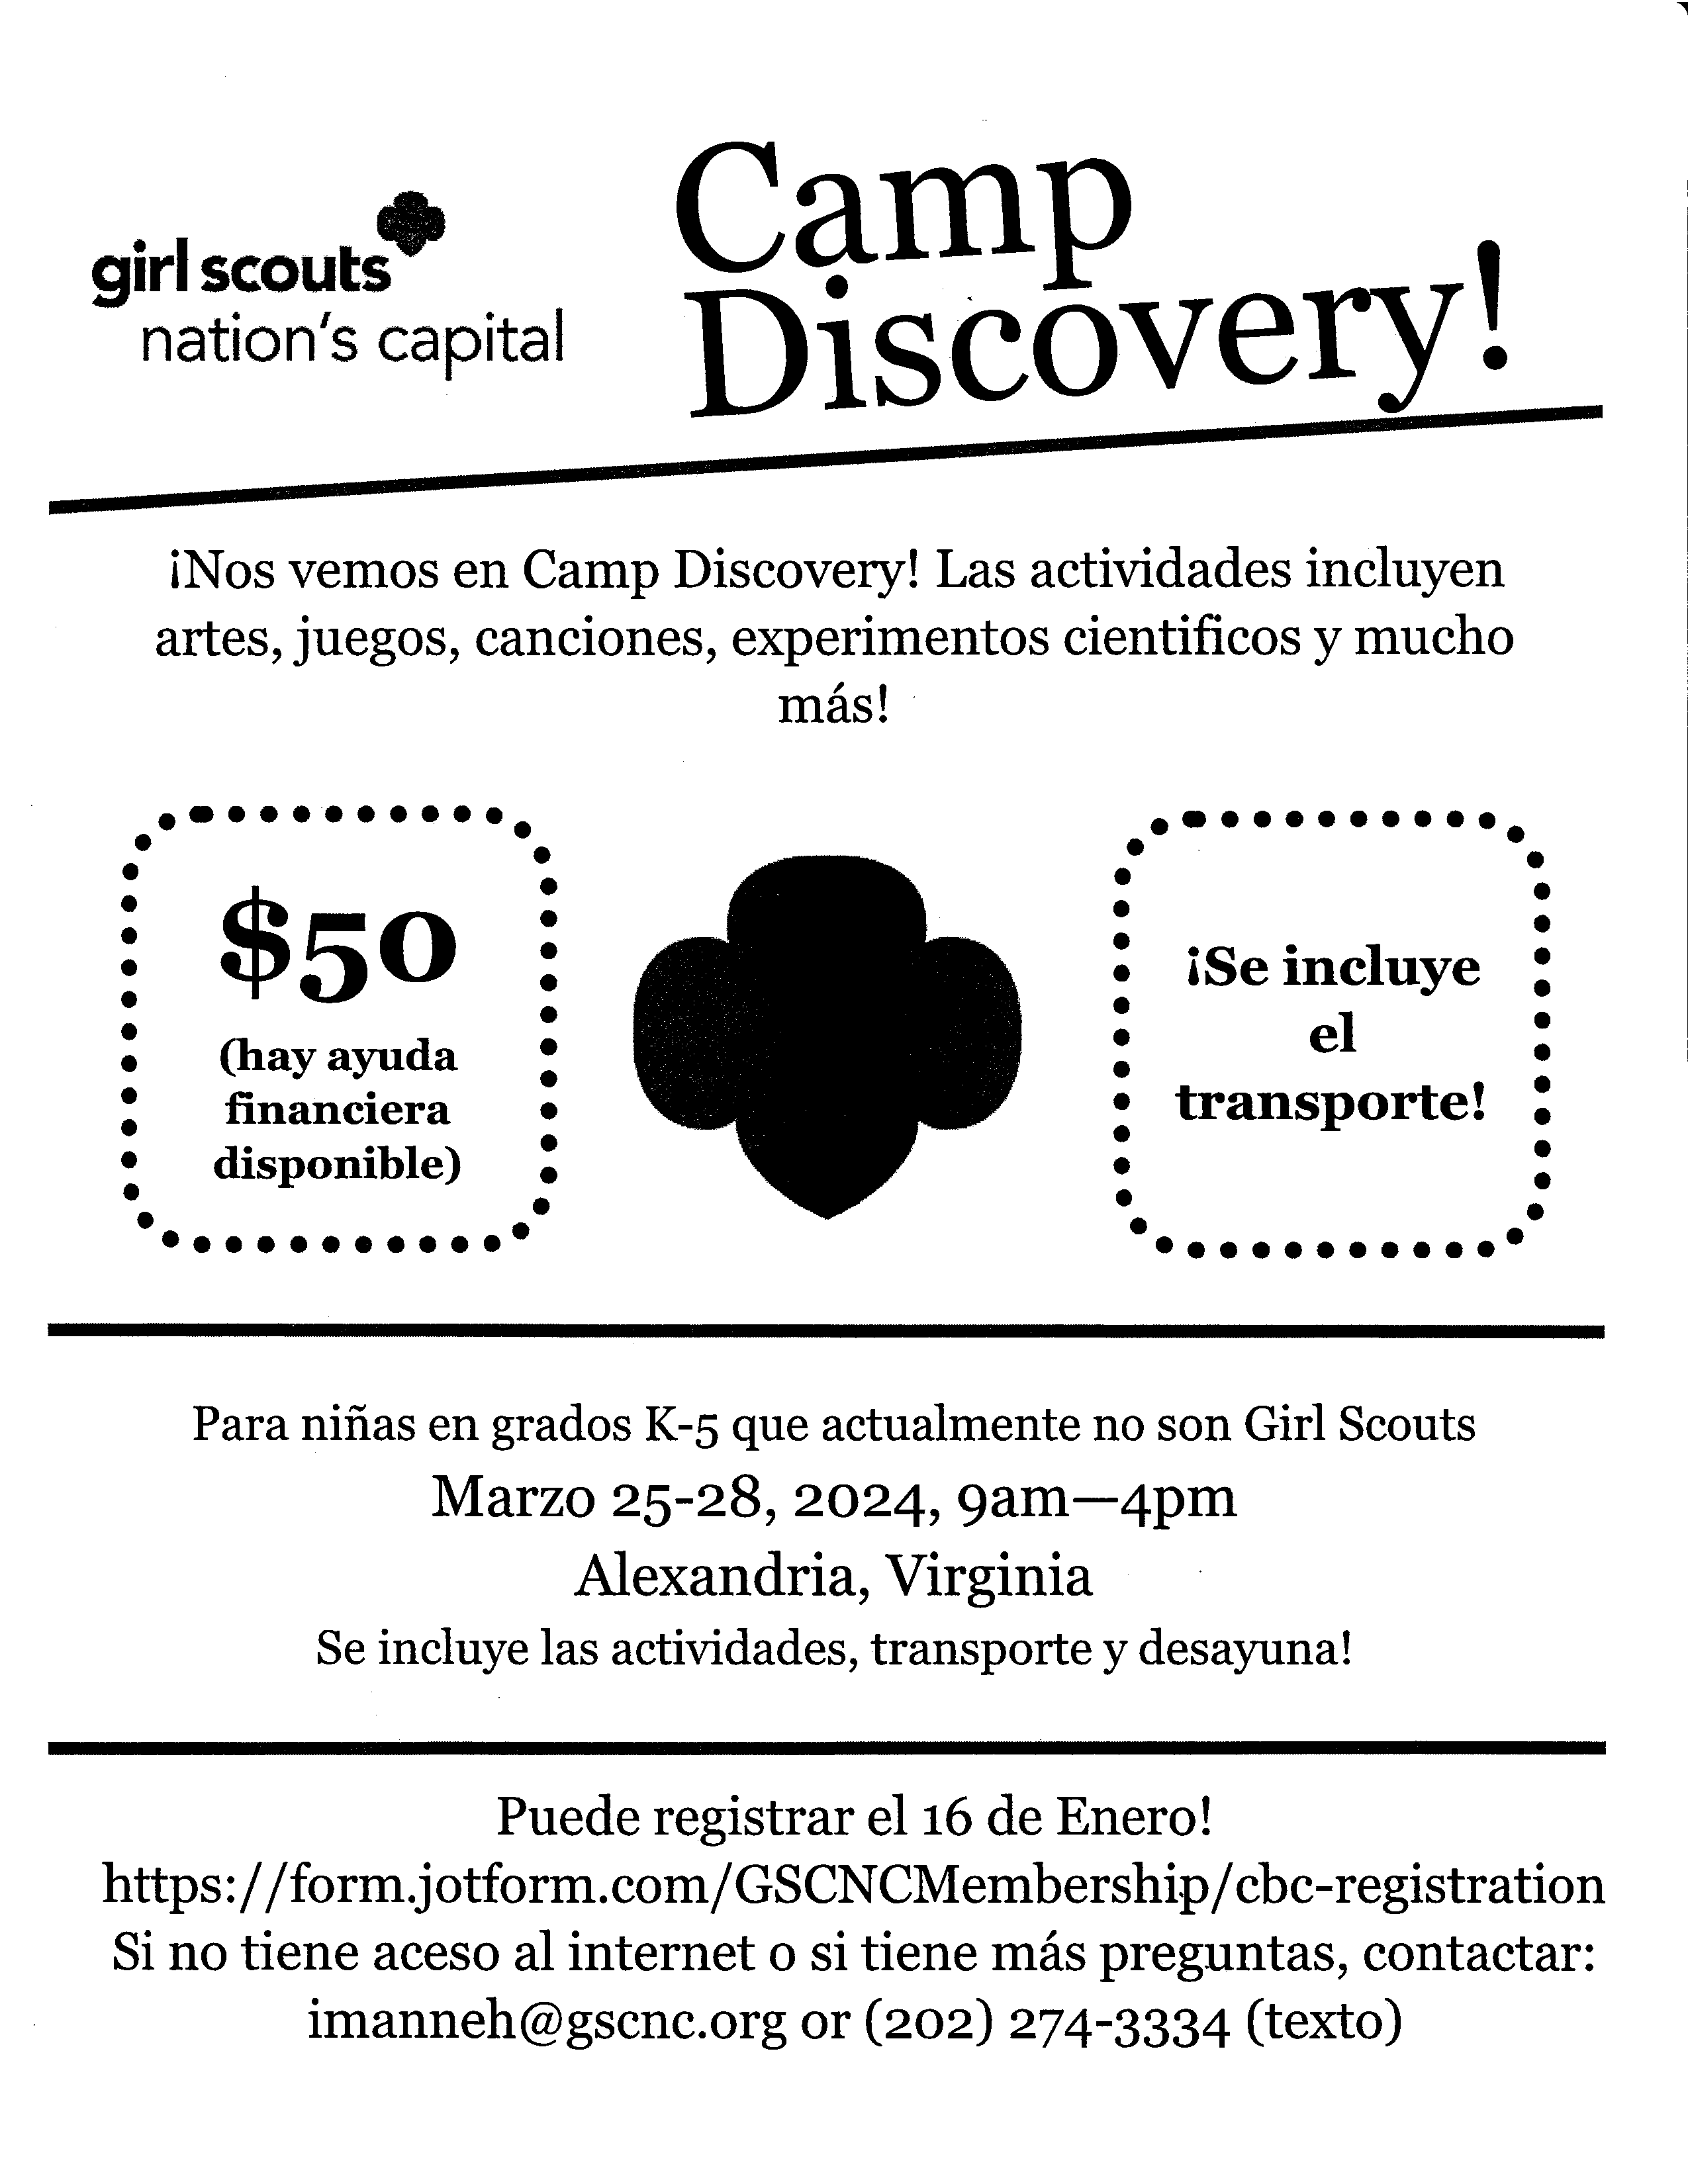 girl scouts
nation's capital
Camp
Discovery!
¡Nos vemos en Camp Discovery! Las actividades incluyen
artes, juegos, canciones, experimentos cientificos y mucho
más!
$50
(hay ayuda
financiera
disponible)
¡Se incluye
el
transporte!
Para niñas en grados K-5 que actualmente no son Girl Scouts
Marzo 25-28, 2024, 9am—4pm
Alexandria, Virginia
Se incluye las actividades, transporte y desayuna!
Puede registrar el 16 de Enero!
https://form.jotform.com/GSCNCMembership/cbc-registration
Si no tiene aceso al internet o si tiene más preguntas, contactar:
imanneh@gscnc.org or (202) 274-3334 (texto)